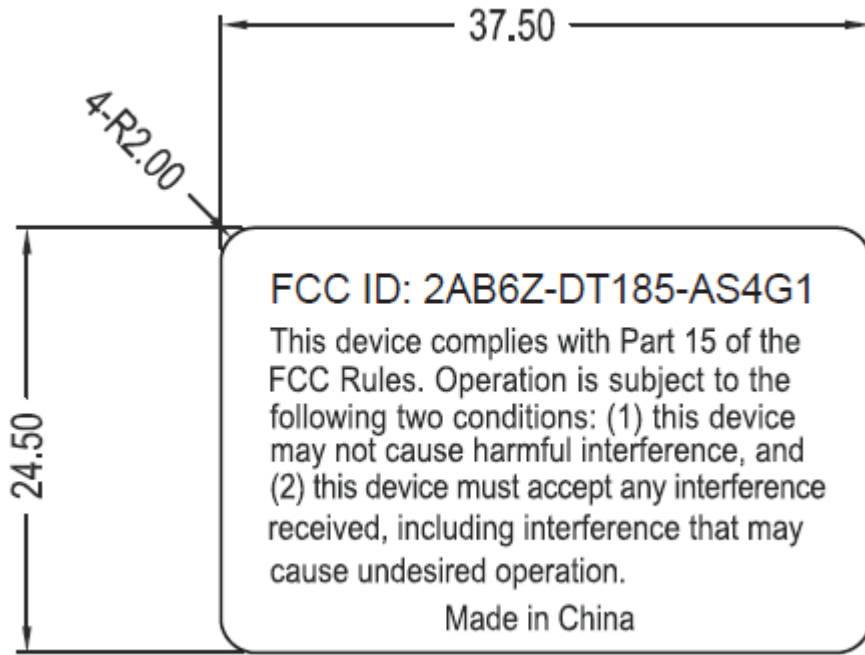 37.50
4-R2.00
24.50
FCC ID: 2AB6Z-DT185-AS4G1
This device complies with Part 15 of the
FCC Rules. Operation is subject to the
following two conditions: (1) this device
may not cause harmful interference, and
(2) this device must accept any interference
received, including interference that may
cause undesired operation.
Made in China